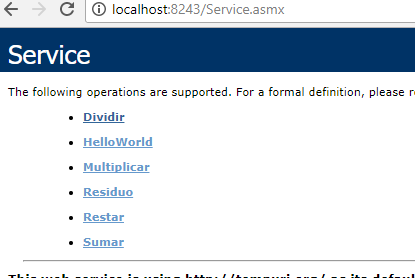 localhost:8243/Service.asmx
Service
The following operations are supported. For a formal definition, please
Dividir
HelloWorld
Multiplicar
Residuo
Restar
Sumar
This web service is using http://tempuri.org/ as its